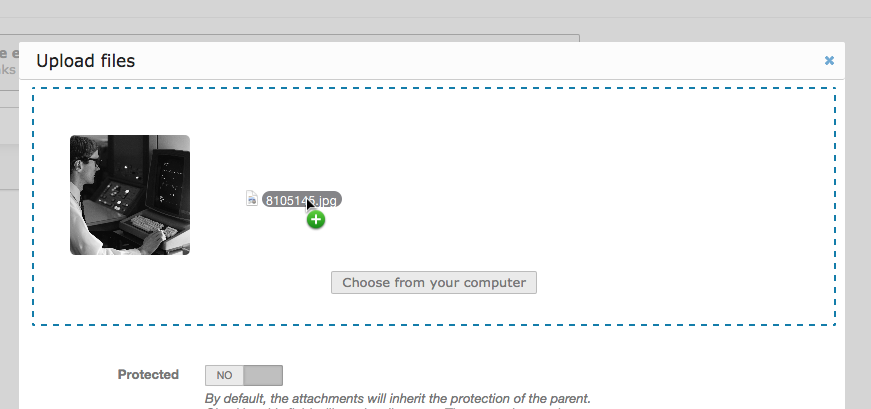 e e
ks
Upload files
8105145.jpg
Choose from your computer
Protected
NO
By default, the attachments will inherit the protection of the parent.